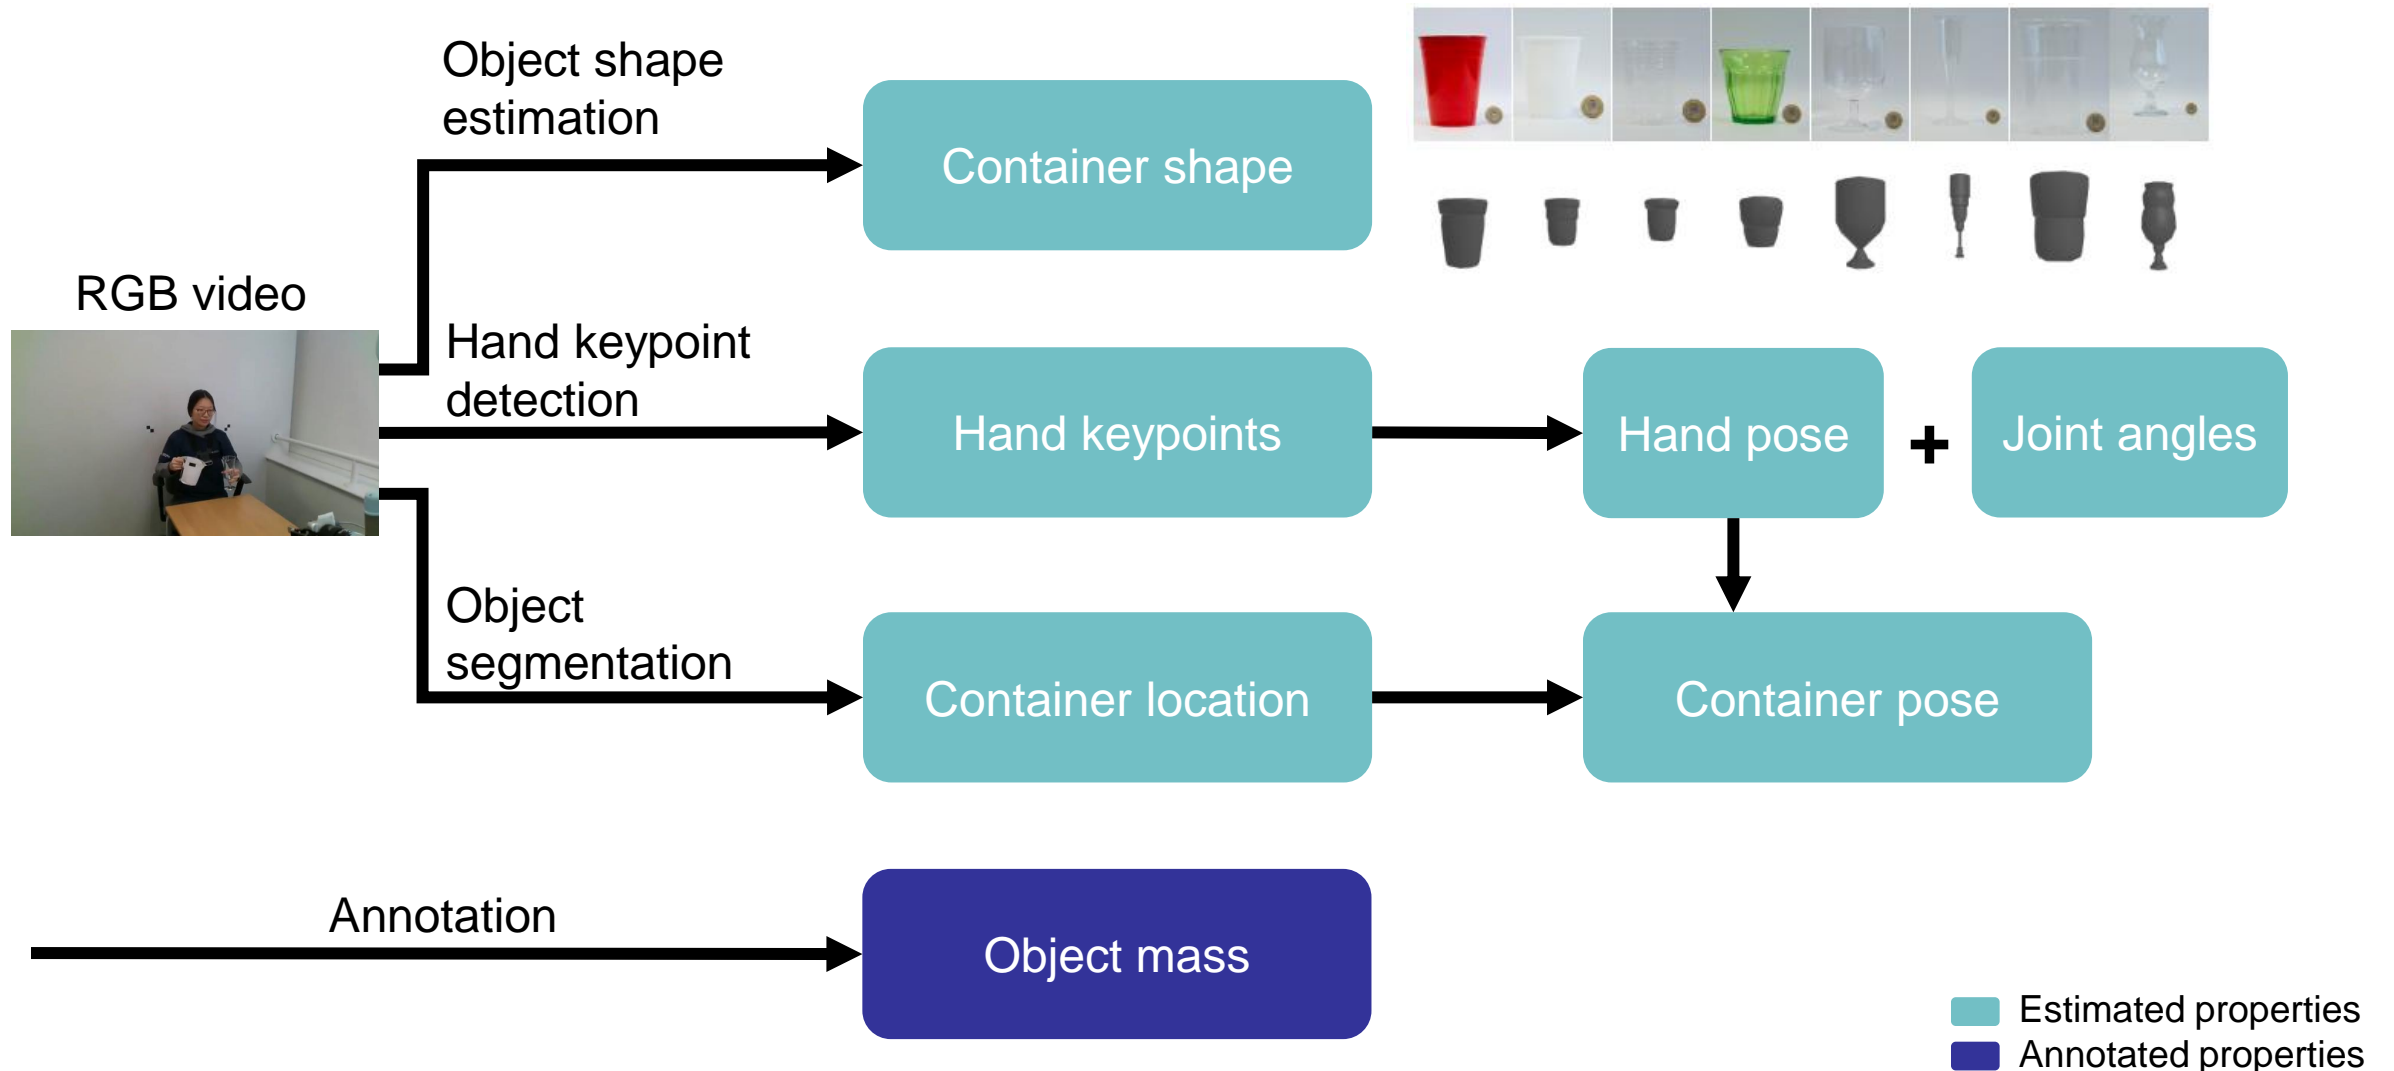 Object shape
estimation
Container shape
RGB video
Hand keypoint
detection
Hand keypoints
Hand pose
+
Joint angles
Object
segmentation
Container location
Container pose
Annotation
Object mass
Estimated properties
Annotated properties